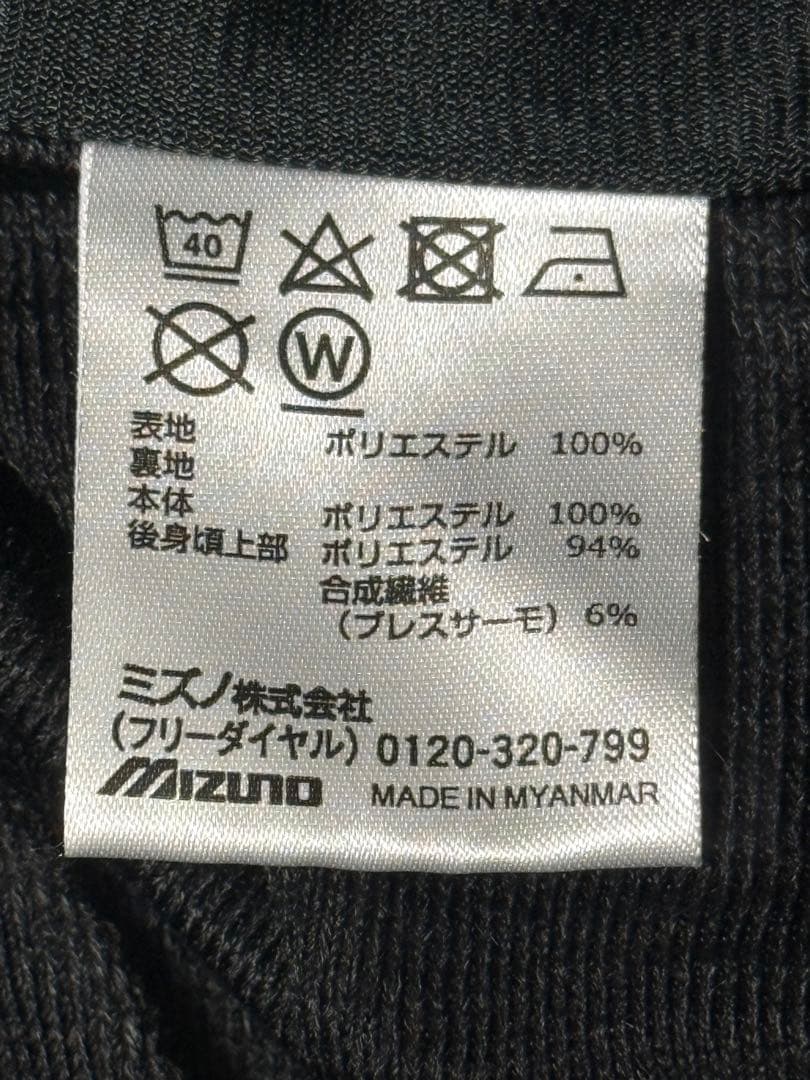 40
W
表地 ポリエステル 100%
裏地
本体 ポリエステル 100%
後身頃上部 ポリエステル 94%
合成繊維
(ブレスサーモ) 6%
ミズノ株式会社
(フリーダイヤル) 0120-320-799
MIZUNO MADE IN MYANMAR